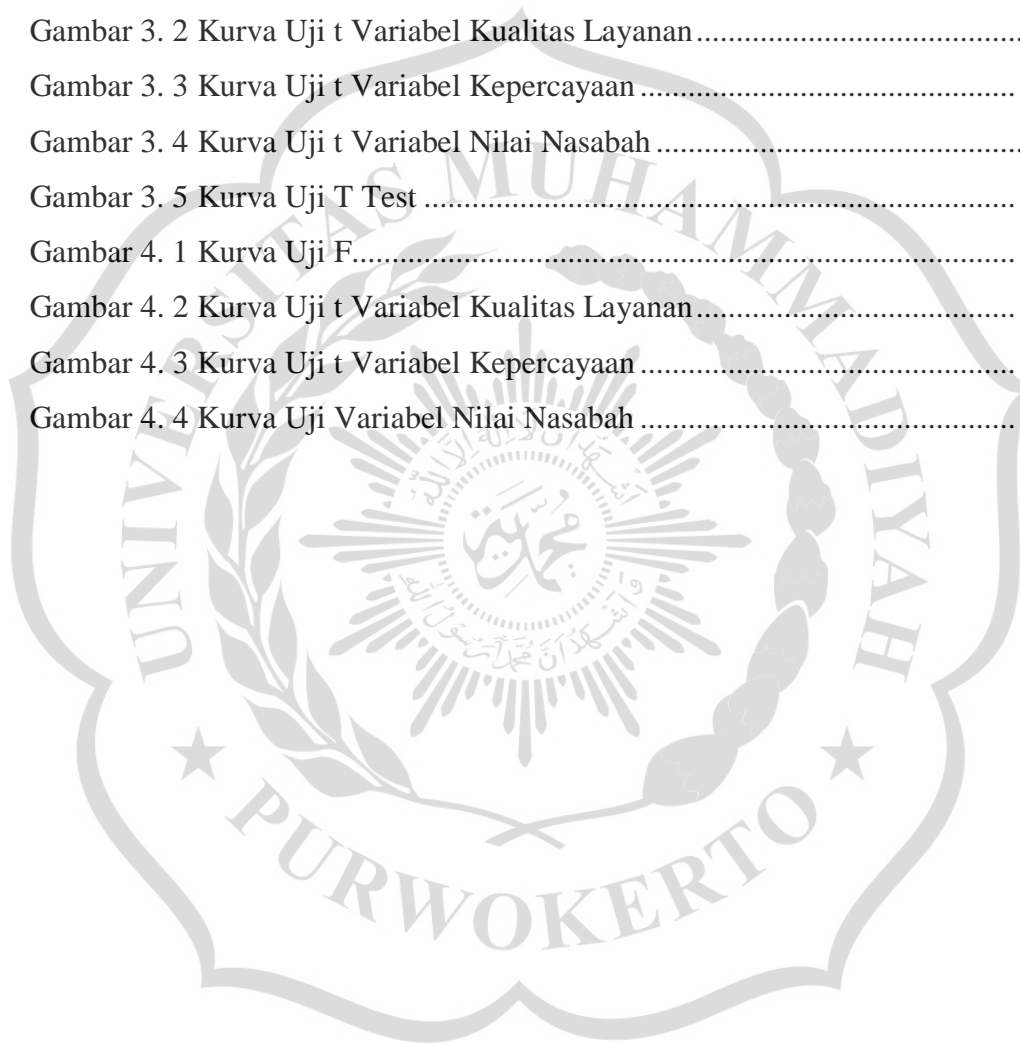 Gambar 3. 2 Kurva Uji t Variabel Kualitas Layanan....................................
Gambar 3. 3 Kurva Uji t Variabel Kepercayaan ..........................................
Gambar 3. 4 Kurva Uji t Variabel Nilai Nasabah .........................................
Gambar 3. 5 Kurva Uji T Test ..................................................................
Gambar 4. 1 Kurva Uji F..........................................................................
Gambar 4. 2 Kurva Uji t Variabel Kualitas Layanan....................................
Gambar 4. 3 Kurva Uji t Variabel Kepercayaan ..........................................
Gambar 4. 4 Kurva Uji Variabel Nilai Nasabah ..........................................
UNIVERSITAS MUHAMMADIYAH
PURWOKERTO